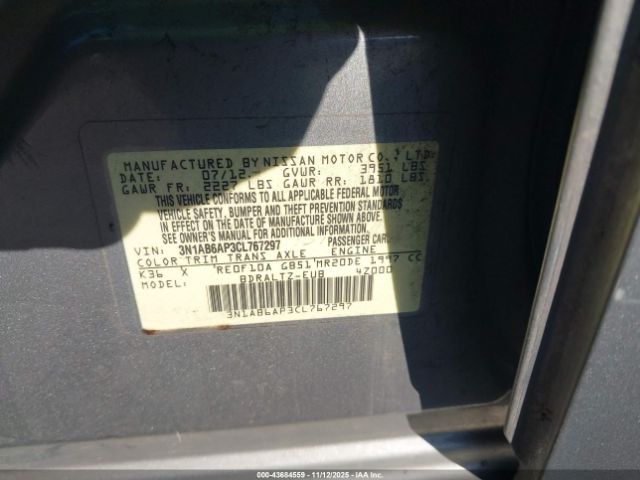 MANUFACTURED BY NISSAN MOTOR CO., LTD.
DATE: 07/12 GVWR: 3951 LBS
GAWR FR: 2227 LBS GAWR RR: 1810 LBS
THIS VEHICLE CONFORMS TO ALL APPLICABLE FEDERAL MOTOR
VEHICLE SAFETY, BUMPER AND THEFT PREVENTION STANDARDS
IN EFFECT ON THE DATE OF MANUFACTURE SHOWN ABOVE.
SEE OWNER'S MANUAL FOR ADDITIONAL INFORMATION.
VIN: 3N1AB6AP3CL767297 PASSENGER CAR
COLOR TRIM TRANS AXLE ENGINE
K36 X RE0F10A GB51 MR20DE 1997 CC
MODEL: BDRALTZ-EUB 4Z000
3N1AB6AP3CL767297
00-43684559 - 11/12/2025 - IAA Inc.